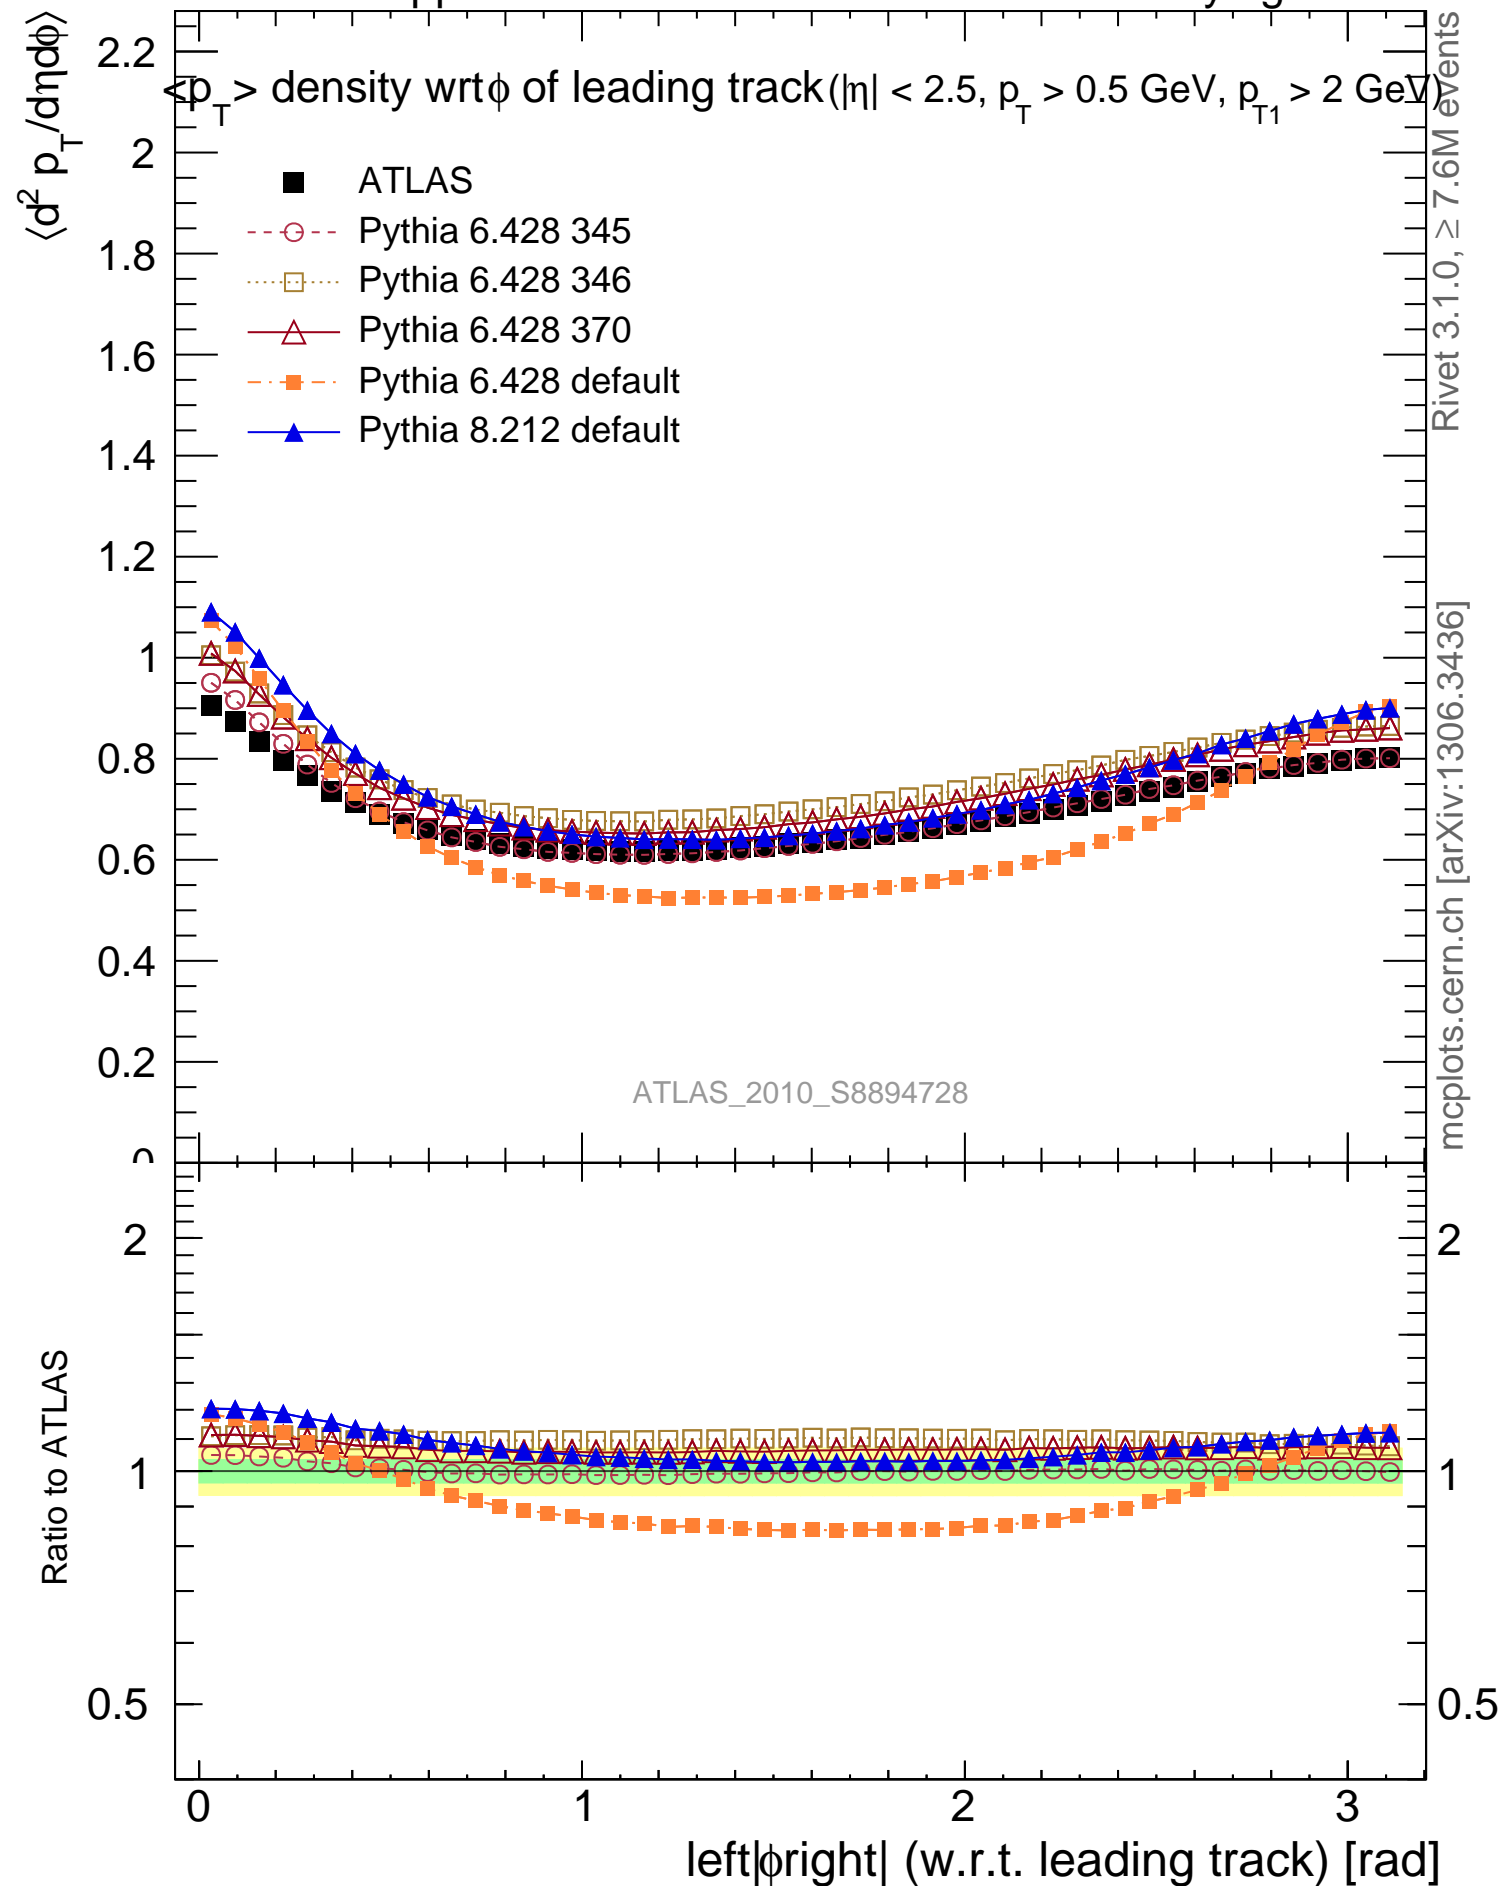 pp
⟨d² p_T/dηdϕ⟩
<p_T> density wrtϕ of leading track(|η| < 2.5, p_T > 0.5 GeV, p_T1 > 2 GeV)
ATLAS
Pythia 6.428 345
Pythia 6.428 346
Pythia 6.428 370
Pythia 6.428 default
Pythia 8.212 default
2.2
2
1.8
1.6
1.4
1.2
1
0.8
0.6
0.4
0.2
0
ATLAS_2010_S8894728
Rivet 3.1.0, ≥ 7.6M events
mcplots.cern.ch [arXiv:1306.3436]
Ratio to ATLAS
2
1
0.5
2
1
0.5
0 1 2 3
left|ϕright| (w.r.t. leading track) [rad]